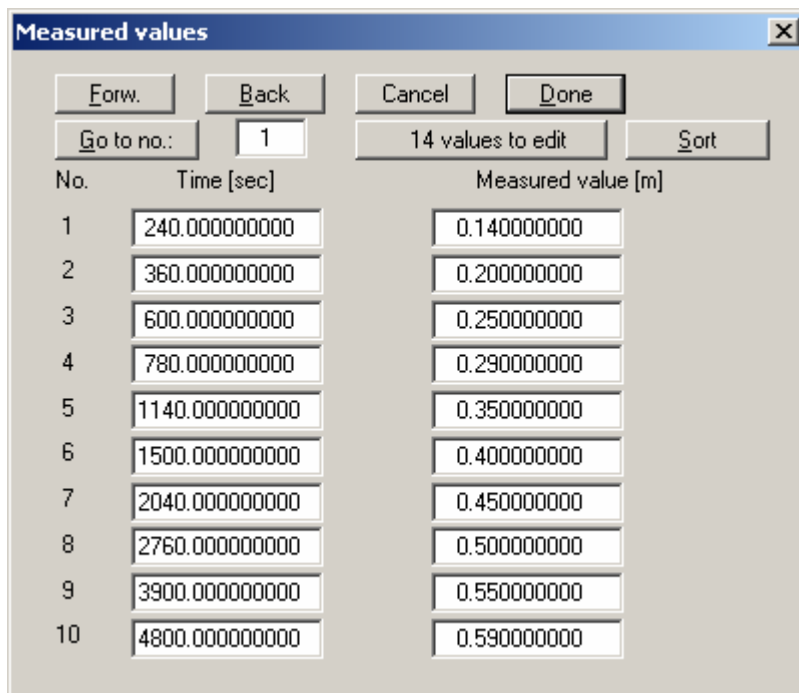 Measured values
Forw. Back Cancel Done
Go to no.: 1 14 values to edit Sort
No. Time [sec] Measured value [m]
1 240.000000000 0.140000000
2 360.000000000 0.200000000
3 600.000000000 0.250000000
4 780.000000000 0.290000000
5 1140.000000000 0.350000000
6 1500.000000000 0.400000000
7 2040.000000000 0.450000000
8 2760.000000000 0.500000000
9 3900.000000000 0.550000000
10 4800.000000000 0.590000000